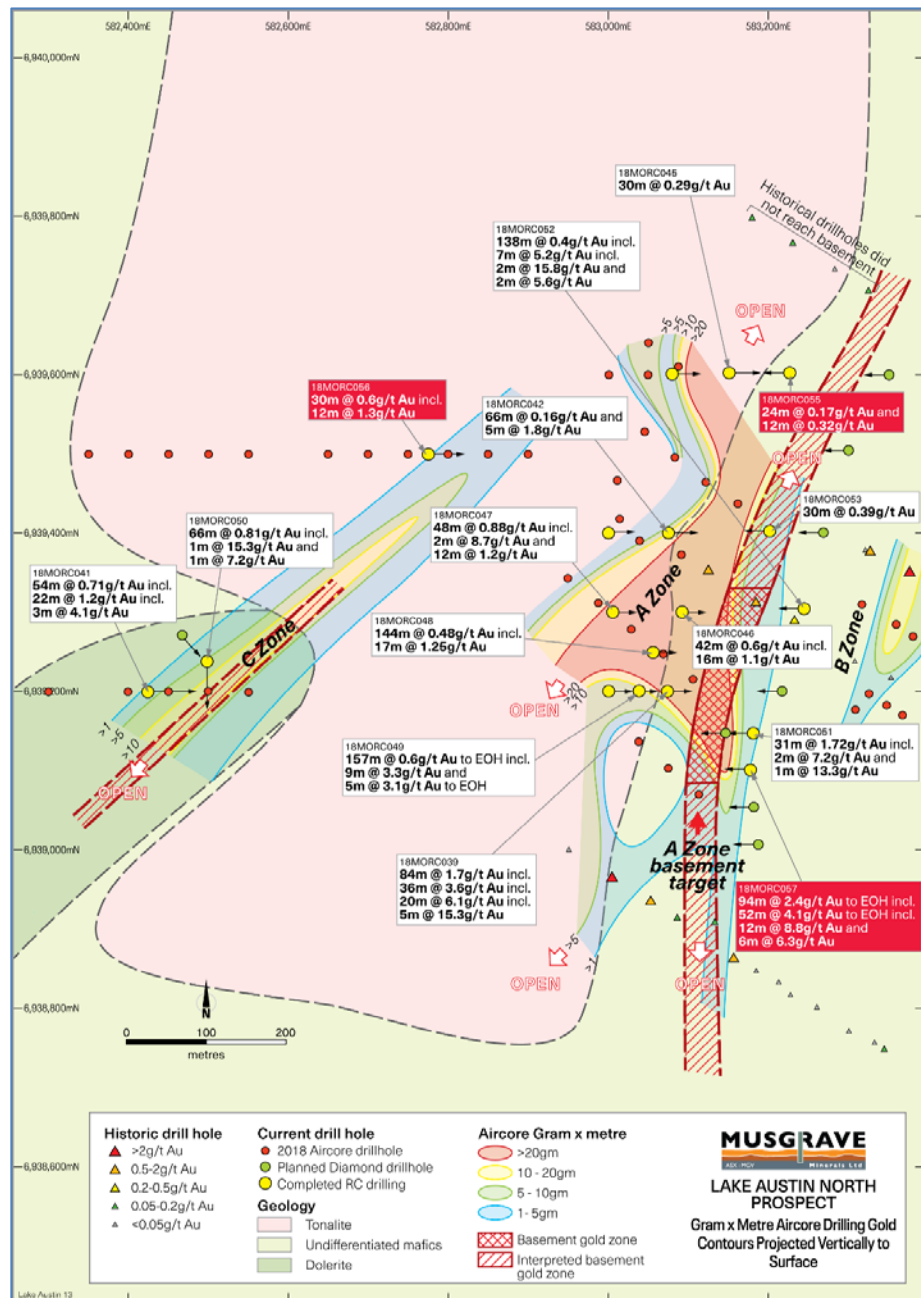 582,400mE
582,600mE
582,800mE
583,000mE
583,200mE
6,940,000mN
6,939,800mN
6,939,600mN
6,939,400mN
6,939,200mN
6,939,000mN
6,938,800mN
6,938,600mN
18MORC045
30m @ 0.29g/t Au
Historical drillholes did
not reach basement
18MORC052
138m @ 0.4g/t Au incl.
7m @ 5.2g/t Au incl.
2m @ 15.8g/t Au and
2m @ 5.6g/t Au
OPEN
>5
>5
>10
>20
18MORC056
30m @ 0.6g/t Au incl.
12m @ 1.3g/t Au
18MORC042
66m @ 0.16g/t Au and
5m @ 1.8g/t Au
18MORC055
24m @ 0.17g/t Au and
12m @ 0.32g/t Au
OPEN
18MORC053
30m @ 0.39g/t Au
18MORC047
48m @ 0.88g/t Au incl.
2m @ 8.7g/t Au and
12m @ 1.2g/t Au
18MORC050
66m @ 0.81g/t Au incl.
1m @ 15.3g/t Au and
1m @ 7.2g/t Au
18MORC041
54m @ 0.71g/t Au incl.
22m @ 1.2g/t Au incl.
3m @ 4.1g/t Au
A Zone
B Zone
C Zone
18MORC048
144m @ 0.48g/t Au incl.
17m @ 1.25g/t Au
18MORC046
42m @ 0.6g/t Au incl.
16m @ 1.1g/t Au
>20
>10
OPEN
>1
>5
>10
OPEN
18MORC049
157m @ 0.6g/t Au to EOH incl.
9m @ 3.3g/t Au and
5m @ 3.1g/t Au to EOH
18MORC051
31m @ 1.72g/t Au incl.
2m @ 7.2g/t Au and
1m @ 13.3g/t Au
A Zone
basement
target
18MORC039
84m @ 1.7g/t Au incl.
36m @ 3.6g/t Au incl.
20m @ 6.1g/t Au incl.
5m @ 15.3g/t Au
18MORC057
94m @ 2.4g/t Au to EOH incl.
52m @ 4.1g/t Au to EOH incl.
12m @ 8.8g/t Au and
6m @ 6.3g/t Au
>5
>1
OPEN
OPEN
N
0 100 200
metres
Historic drill hole
>2g/t Au
0.5-2g/t Au
0.2-0.5g/t Au
0.05-0.2g/t Au
<0.05g/t Au
Current drill hole
2018 Aircore drillhole
Planned Diamond drillhole
Completed RC drilling
Geology
Tonalite
Undifferentiated mafics
Dolerite
Aircore Gram x metre
>20gm
10 - 20gm
5 - 10gm
1- 5gm
Basement gold zone
Interpreted basement
gold zone
MUSGRAVE
ASX : MGV Minerals Ltd
LAKE AUSTIN NORTH
PROSPECT
Gram x Metre Aircore Drilling Gold
Contours Projected Vertically to
Surface
Lake Austin 13